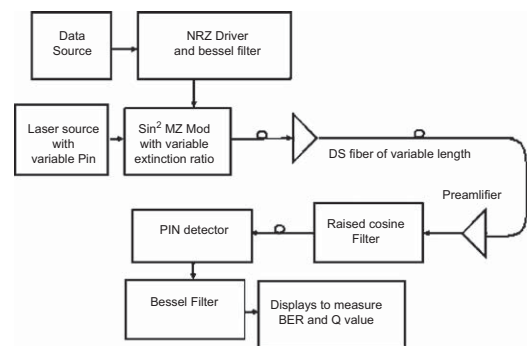 Data
Source
NRZ Driver
and bessel filter
Laser source
with
variable Pin
Sin² MZ Mod
with variable
extinction ratio
DS fiber of variable length
Preamlifier
Raised cosine
Filter
PIN detector
Bessel Filter
Displays to measure
BER and Q value